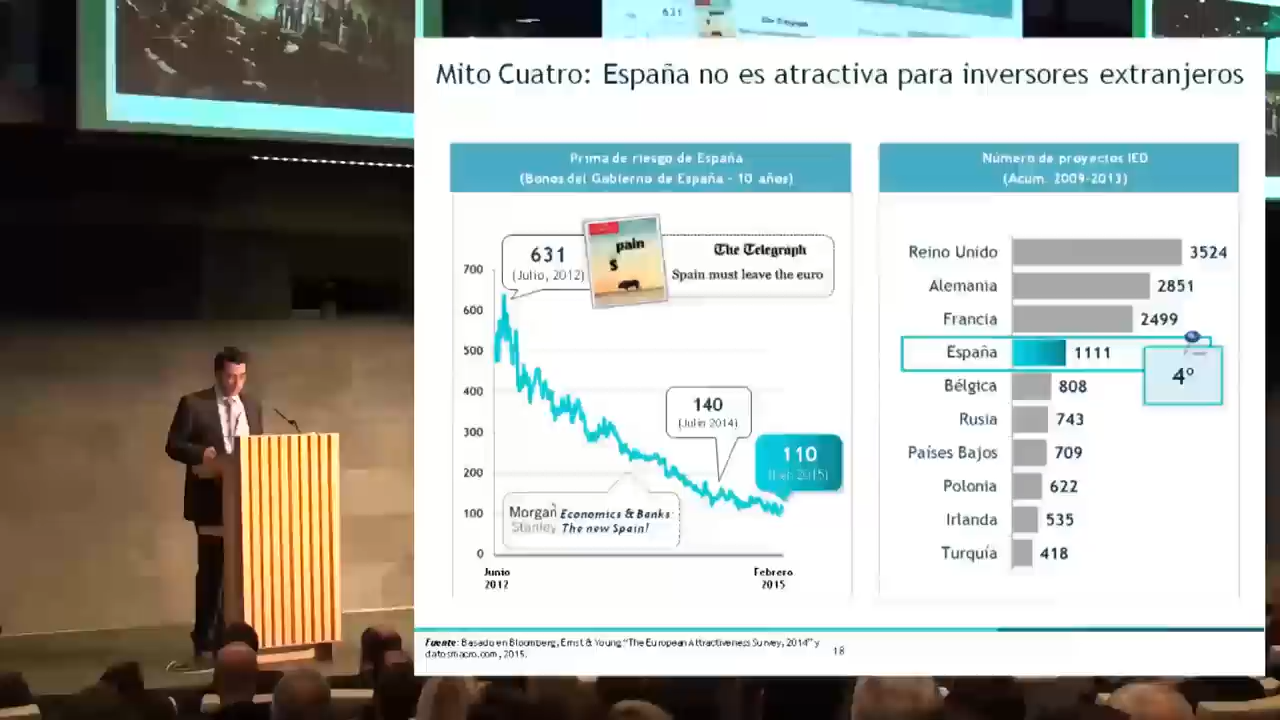 631
The Telegraph
Mito Cuatro: España no es atractiva para inversores extranjeros
Prima de riesgo de España
(Bonos del Gobierno de España - 10 años)
631
(Julio, 2012)
pain
S
The Telegraph
Spain must leave the euro
700
600
500
400
300
200
100
0
140
(Julio 2014)
110
(Feb 2015)
Morgan
Stanley
Economics & Banks:
The new Spain!
Junio
2012
Febrero
2015
Número de proyectos IED
(Acum. 2009-2013)
Reino Unido 3524
Alemania 2851
Francia 2499
España 1111
4º
Bélgica 808
Rusia 743
Países Bajos 709
Polonia 622
Irlanda 535
Turquía 418
Fuente: Basado en Bloomberg, Ernst & Young "The European Attractiveness Survey, 2014" y
datosmacro.com, 2015.
18